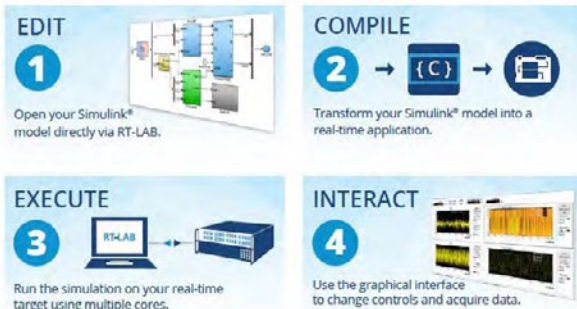 EDIT
1
Open your Simulink®
model directly via RT-LAB.
COMPILE
2
{C}
Transform your Simulink® model into a
real-time application.
EXECUTE
3
RT-LAB
Run the simulation on your real-time
target using multiple cores.
INTERACT
4
Use the graphical interface
to change controls and acquire data.